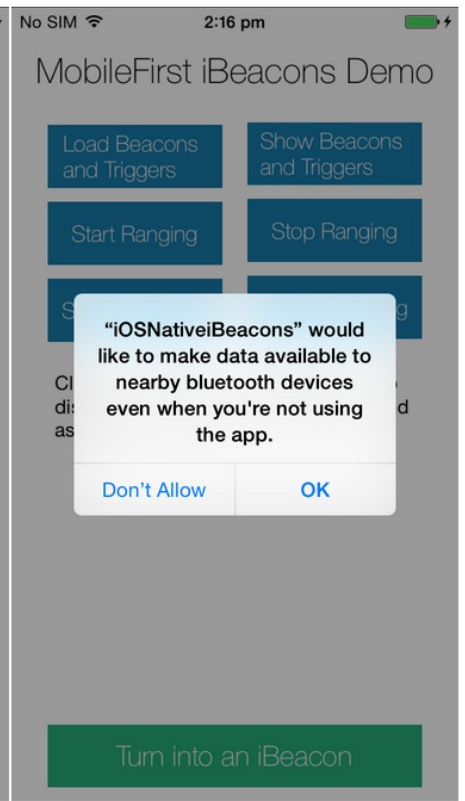 No SIM 2:16 pm
MobileFirst iBeacons Demo
Load Beacons
and Triggers
Show Beacons
and Triggers
Start Ranging
Stop Ranging
“iOSNativeiBeacons” would
like to make data available to
nearby bluetooth devices
even when you're not using
the app.
Don’t Allow
OK
Turn into an iBeacon